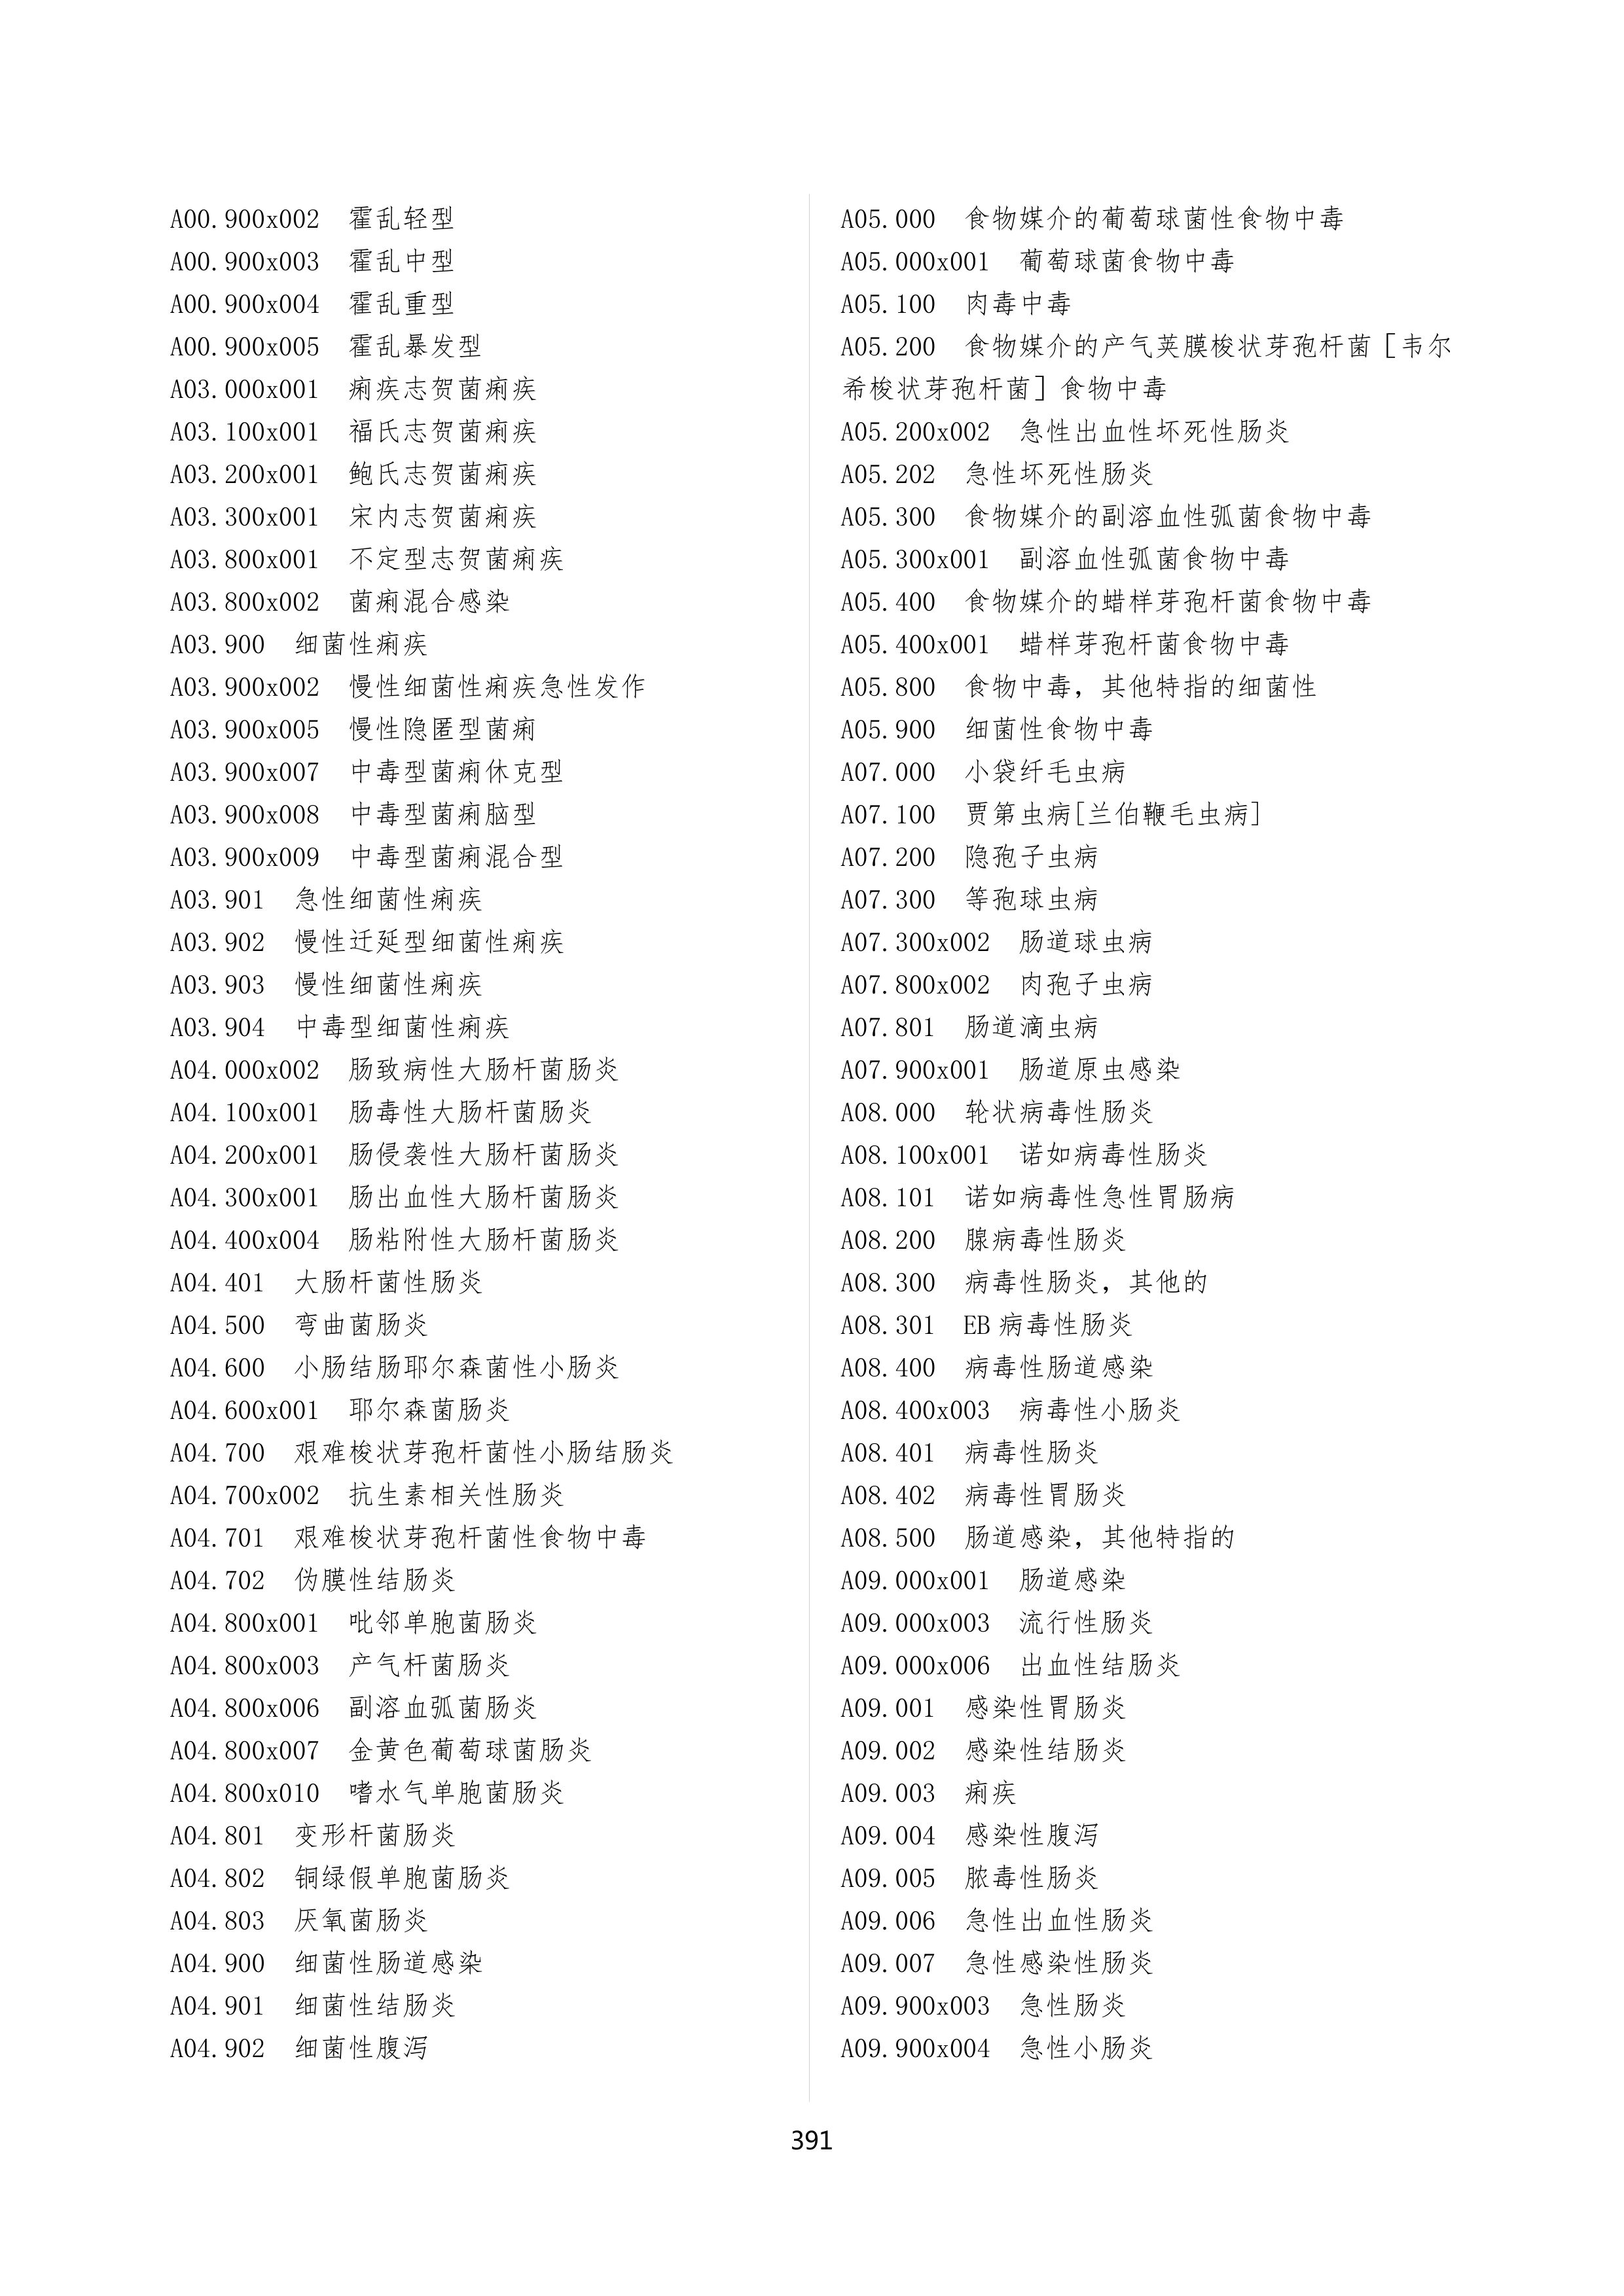 A00.900x002 霍乱轻型
A00.900x003 霍乱中型
A00.900x004 霍乱重型
A00.900x005 霍乱暴发型
A03.000x001 痢疾志贺菌痢疾
A03.100x001 福氏志贺菌痢疾
A03.200x001 鲍氏志贺菌痢疾
A03.300x001 宋内志贺菌痢疾
A03.800x001 不定型志贺菌痢疾
A03.800x002 菌痢混合感染
A03.900 细菌性痢疾
A03.900x002 慢性细菌性痢疾急性发作
A03.900x005 慢性隐匿型菌痢
A03.900x007 中毒型菌痢休克型
A03.900x008 中毒型菌痢脑型
A03.900x009 中毒型菌痢混合型
A03.901 急性细菌性痢疾
A03.902 慢性迁延型细菌性痢疾
A03.903 慢性细菌性痢疾
A03.904 中毒型细菌性痢疾
A04.000x002 肠致病性大肠杆菌肠炎
A04.100x001 肠毒性大肠杆菌肠炎
A04.200x001 肠侵袭性大肠杆菌肠炎
A04.300x001 肠出血性大肠杆菌肠炎
A04.400x004 肠粘附性大肠杆菌肠炎
A04.401 大肠杆菌性肠炎
A04.500 弯曲菌肠炎
A04.600 小肠结肠耶尔森菌性小肠炎
A04.600x001 耶尔森菌肠炎
A04.700 艰难梭状芽孢杆菌性小肠结肠炎
A04.700x002 抗生素相关性肠炎
A04.701 艰难梭状芽孢杆菌性食物中毒
A04.702 伪膜性结肠炎
A04.800x001 吡邻单胞菌肠炎
A04.800x003 产气杆菌肠炎
A04.800x006 副溶血弧菌肠炎
A04.800x007 金黄色葡萄球菌肠炎
A04.800x010 嗜水气单胞菌肠炎
A04.801 变形杆菌肠炎
A04.802 铜绿假单胞菌肠炎
A04.803 厌氧菌肠炎
A04.900 细菌性肠道感染
A04.901 细菌性结肠炎
A04.902 细菌性腹泻
A05.000 食物媒介的葡萄球菌性食物中毒
A05.000x001 葡萄球菌食物中毒
A05.100 肉毒中毒
A05.200 食物媒介的产气荚膜梭状芽孢杆菌［韦尔
希梭状芽孢杆菌］食物中毒
A05.200x002 急性出血性坏死性肠炎
A05.202 急性坏死性肠炎
A05.300 食物媒介的副溶血性弧菌食物中毒
A05.300x001 副溶血性弧菌食物中毒
A05.400 食物媒介的蜡样芽孢杆菌食物中毒
A05.400x001 蜡样芽孢杆菌食物中毒
A05.800 食物中毒，其他特指的细菌性
A05.900 细菌性食物中毒
A07.000 小袋纤毛虫病
A07.100 贾第虫病[兰伯鞭毛虫病]
A07.200 隐孢子虫病
A07.300 等孢球虫病
A07.300x002 肠道球虫病
A07.800x002 肉孢子虫病
A07.801 肠道滴虫病
A07.900x001 肠道原虫感染
A08.000 轮状病毒性肠炎
A08.100x001 诺如病毒性肠炎
A08.101 诺如病毒性急性胃肠病
A08.200 腺病毒性肠炎
A08.300 病毒性肠炎，其他的
A08.301 EB 病毒性肠炎
A08.400 病毒性肠道感染
A08.400x003 病毒性小肠炎
A08.401 病毒性肠炎
A08.402 病毒性胃肠炎
A08.500 肠道感染，其他特指的
A09.000x001 肠道感染
A09.000x003 流行性肠炎
A09.000x006 出血性结肠炎
A09.001 感染性胃肠炎
A09.002 感染性结肠炎
A09.003 痢疾
A09.004 感染性腹泻
A09.005 脓毒性肠炎
A09.006 急性出血性肠炎
A09.007 急性感染性肠炎
A09.900x003 急性肠炎
A09.900x004 急性小肠炎
391